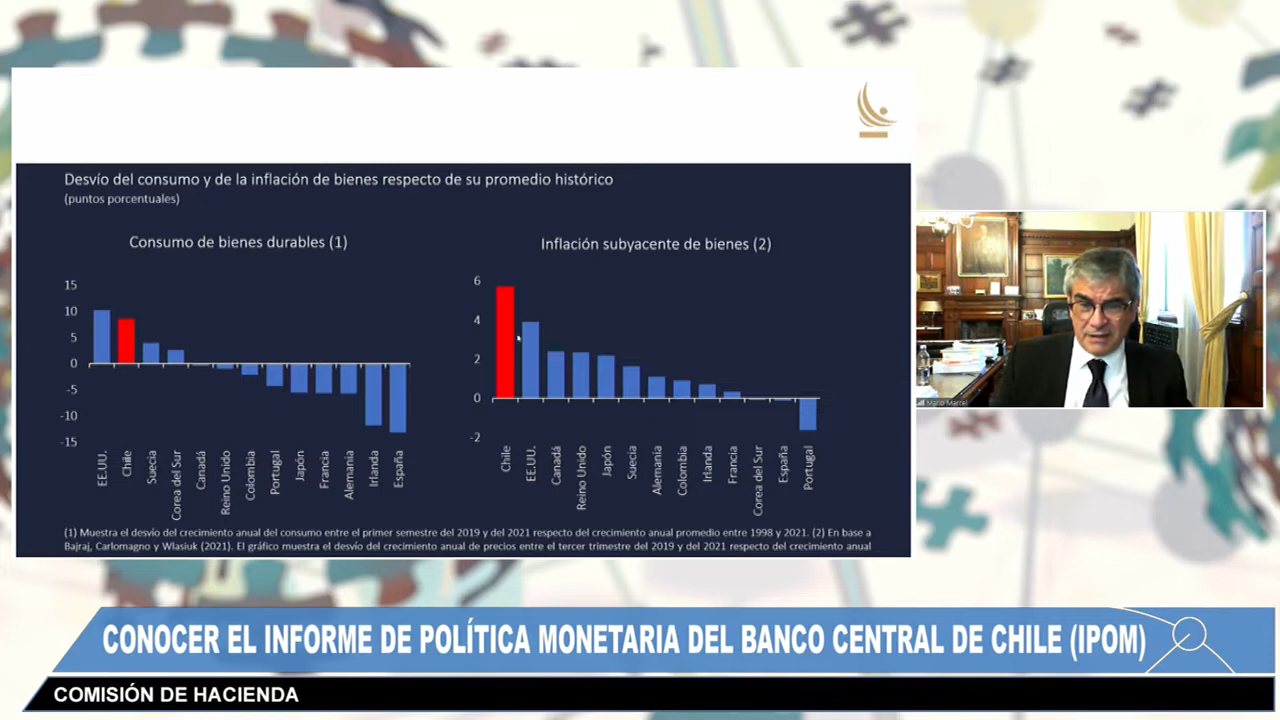 Desvío del consumo y de la inflación de bienes respecto de su promedio histórico
(puntos porcentuales)
Consumo de bienes durables (1)
15
10
5
0
-5
-10
-15
EE.UU.
Chile
Suecia
Corea del Sur
Canadá
Reino Unido
Colombia
Portugal
Japón
Francia
Alemania
Irlanda
España
Inflación subyacente de bienes (2)
6
4
2
0
-2
Chile
EE.UU.
Canadá
Reino Unido
Japón
Suecia
Alemania
Colombia
Irlanda
Francia
Corea del Sur
España
Portugal
(1) Muestra el desvío del crecimiento anual del consumo entre el primer semestre del 2019 y del 2021 respecto del crecimiento anual promedio entre 1998 y 2021. (2) En base a
Bajraj, Carlomagno y Wlasiuk (2021). El gráfico muestra el desvío del crecimiento anual de precios entre el tercer trimestre del 2019 y del 2021 respecto del crecimiento anual
Mario Marcel
CONOCER EL INFORME DE POLÍTICA MONETARIA DEL BANCO CENTRAL DE CHILE (IPOM)
COMISIÓN DE HACIENDA